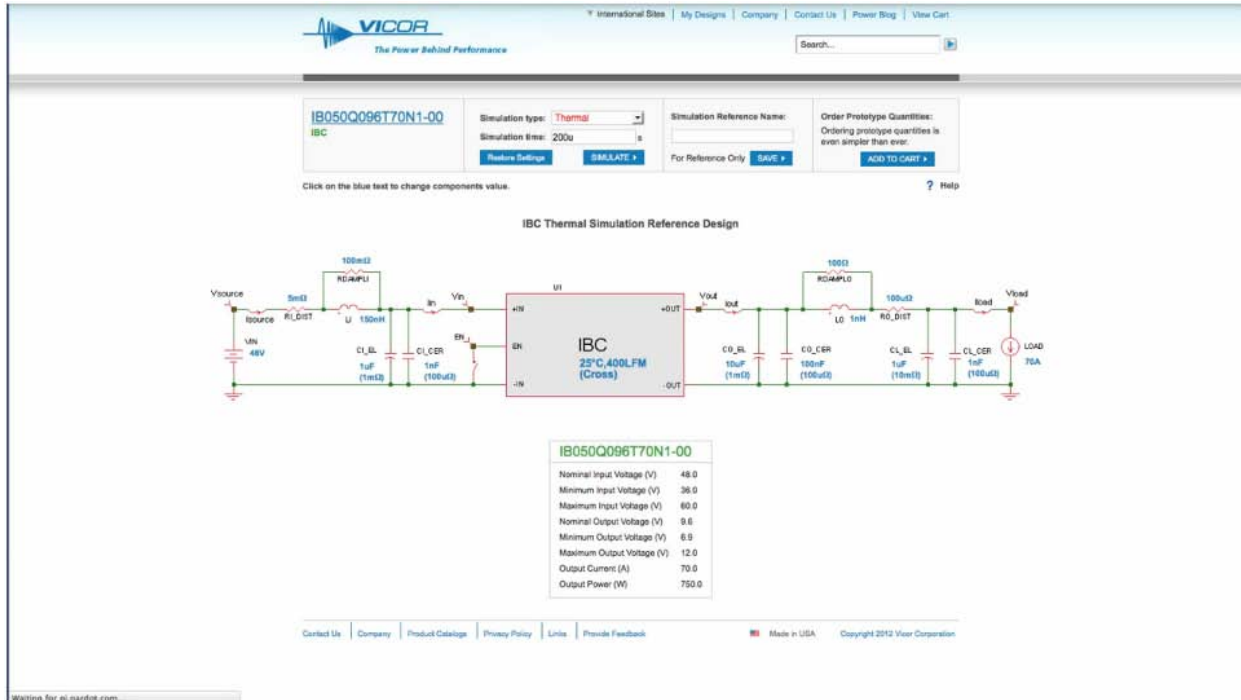 International Sites | My Designs | Company | Contact Us | Power Blog | View Cart
VICOR
The Power Behind Performance
Search...
IB050Q096T70N1-00
IBC
Simulation type: Thermal
Simulation time: 200u s
Restore Settings SIMULATE
Simulation Reference Name:
For Reference Only SAVE
Order Prototype Quantities:
Ordering prototype quantities is
even simpler than ever.
ADD TO CART
Click on the blue text to change components value.
? Help
IBC Thermal Simulation Reference Design
100mΩ
RDAMPLI
Vsource
Isource
5mΩ
RI_DIST
LI 150nH
Iin
Vin
VIN
48V
CI_EL
1uF
(1mΩ)
CI_CER
1nF
(100uΩ)
EN
U1
+IN
EN
-IN
IBC
25°C,400LFM
(Cross)
+OUT
-OUT
Vout
Iout
100Ω
RDAMPLO
LO 1nH
100uΩ
RO_DIST
Iload
Vload
CO_EL
10uF
(1mΩ)
CO_CER
100nF
(100uΩ)
CL_EL
1uF
(10mΩ)
CL_CER
1nF
(100uΩ)
LOAD
70A
IB050Q096T70N1-00
Nominal Input Voltage (V) 48.0
Minimum Input Voltage (V) 36.0
Maximum Input Voltage (V) 60.0
Nominal Output Voltage (V) 9.6
Minimum Output Voltage (V) 6.9
Maximum Output Voltage (V) 12.0
Output Current (A) 70.0
Output Power (W) 750.0
Contact Us | Company | Product Catalogs | Privacy Policy | Links | Provide Feedback
Made in USA Copyright 2012 Vicor Corporation
Waiting for pi.pardot.com...